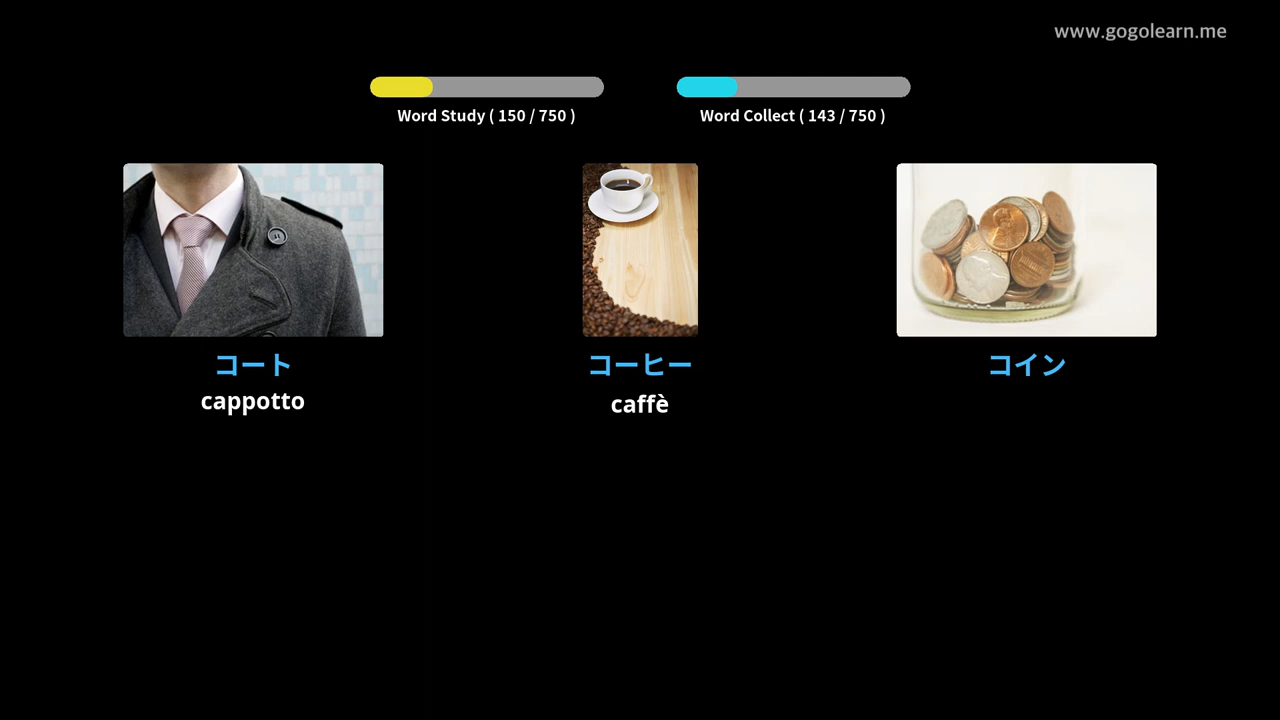 www.gogolearn.me
Word Study ( 150 / 750 )
Word Collect ( 143 / 750 )
コート
cappotto
コーヒー
caffè
コイン